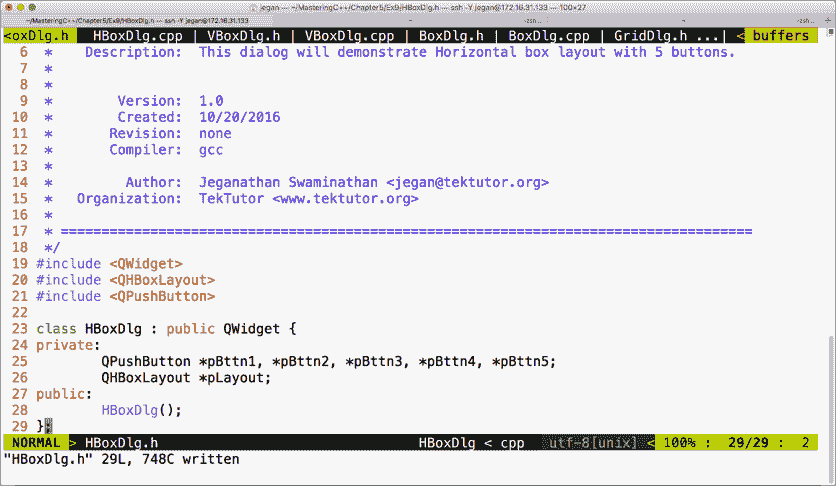 jegan — ~/MasteringC++/Chapter5/Ex9/HBoxDlg.h — ssh -Y jegan@172.16.31.133 — 100×27
~/MasteringC++/Chapter5/Ex9/HBoxDlg.h — ssh -Y jegan@172.16.31.133 ~ -zsh... ~ -zsh... +
<oxDlg.h HBoxDlg.cpp | VBoxDlg.h | VBoxDlg.cpp | BoxDlg.h | BoxDlg.cpp | GridDlg.h ...| < buffers
6 * Description: This dialog will demonstrate Horizontal box layout with 5 buttons.
7 *
8 *
9 * Version: 1.0
10 * Created: 10/20/2016
11 * Revision: none
12 * Compiler: gcc
13 *
14 * Author: Jeganathan Swaminathan <jegan@tektutor.org>
15 * Organization: TekTutor <www.tektutor.org>
16 *
17 * =====================================================================================
18 */
19 #include <QWidget>
20 #include <QHBoxLayout>
21 #include <QPushButton>
22
23 class HBoxDlg : public QWidget {
24 private:
25 QPushButton *pBttn1, *pBttn2, *pBttn3, *pBttn4, *pBttn5;
26 QHBoxLayout *pLayout;
27 public:
28 HBoxDlg();
29 };
NORMAL > HBoxDlg.h HBoxDlg < cpp utf-8[unix] < 100% : 29/29 : 2
"HBoxDlg.h" 29L, 748C written